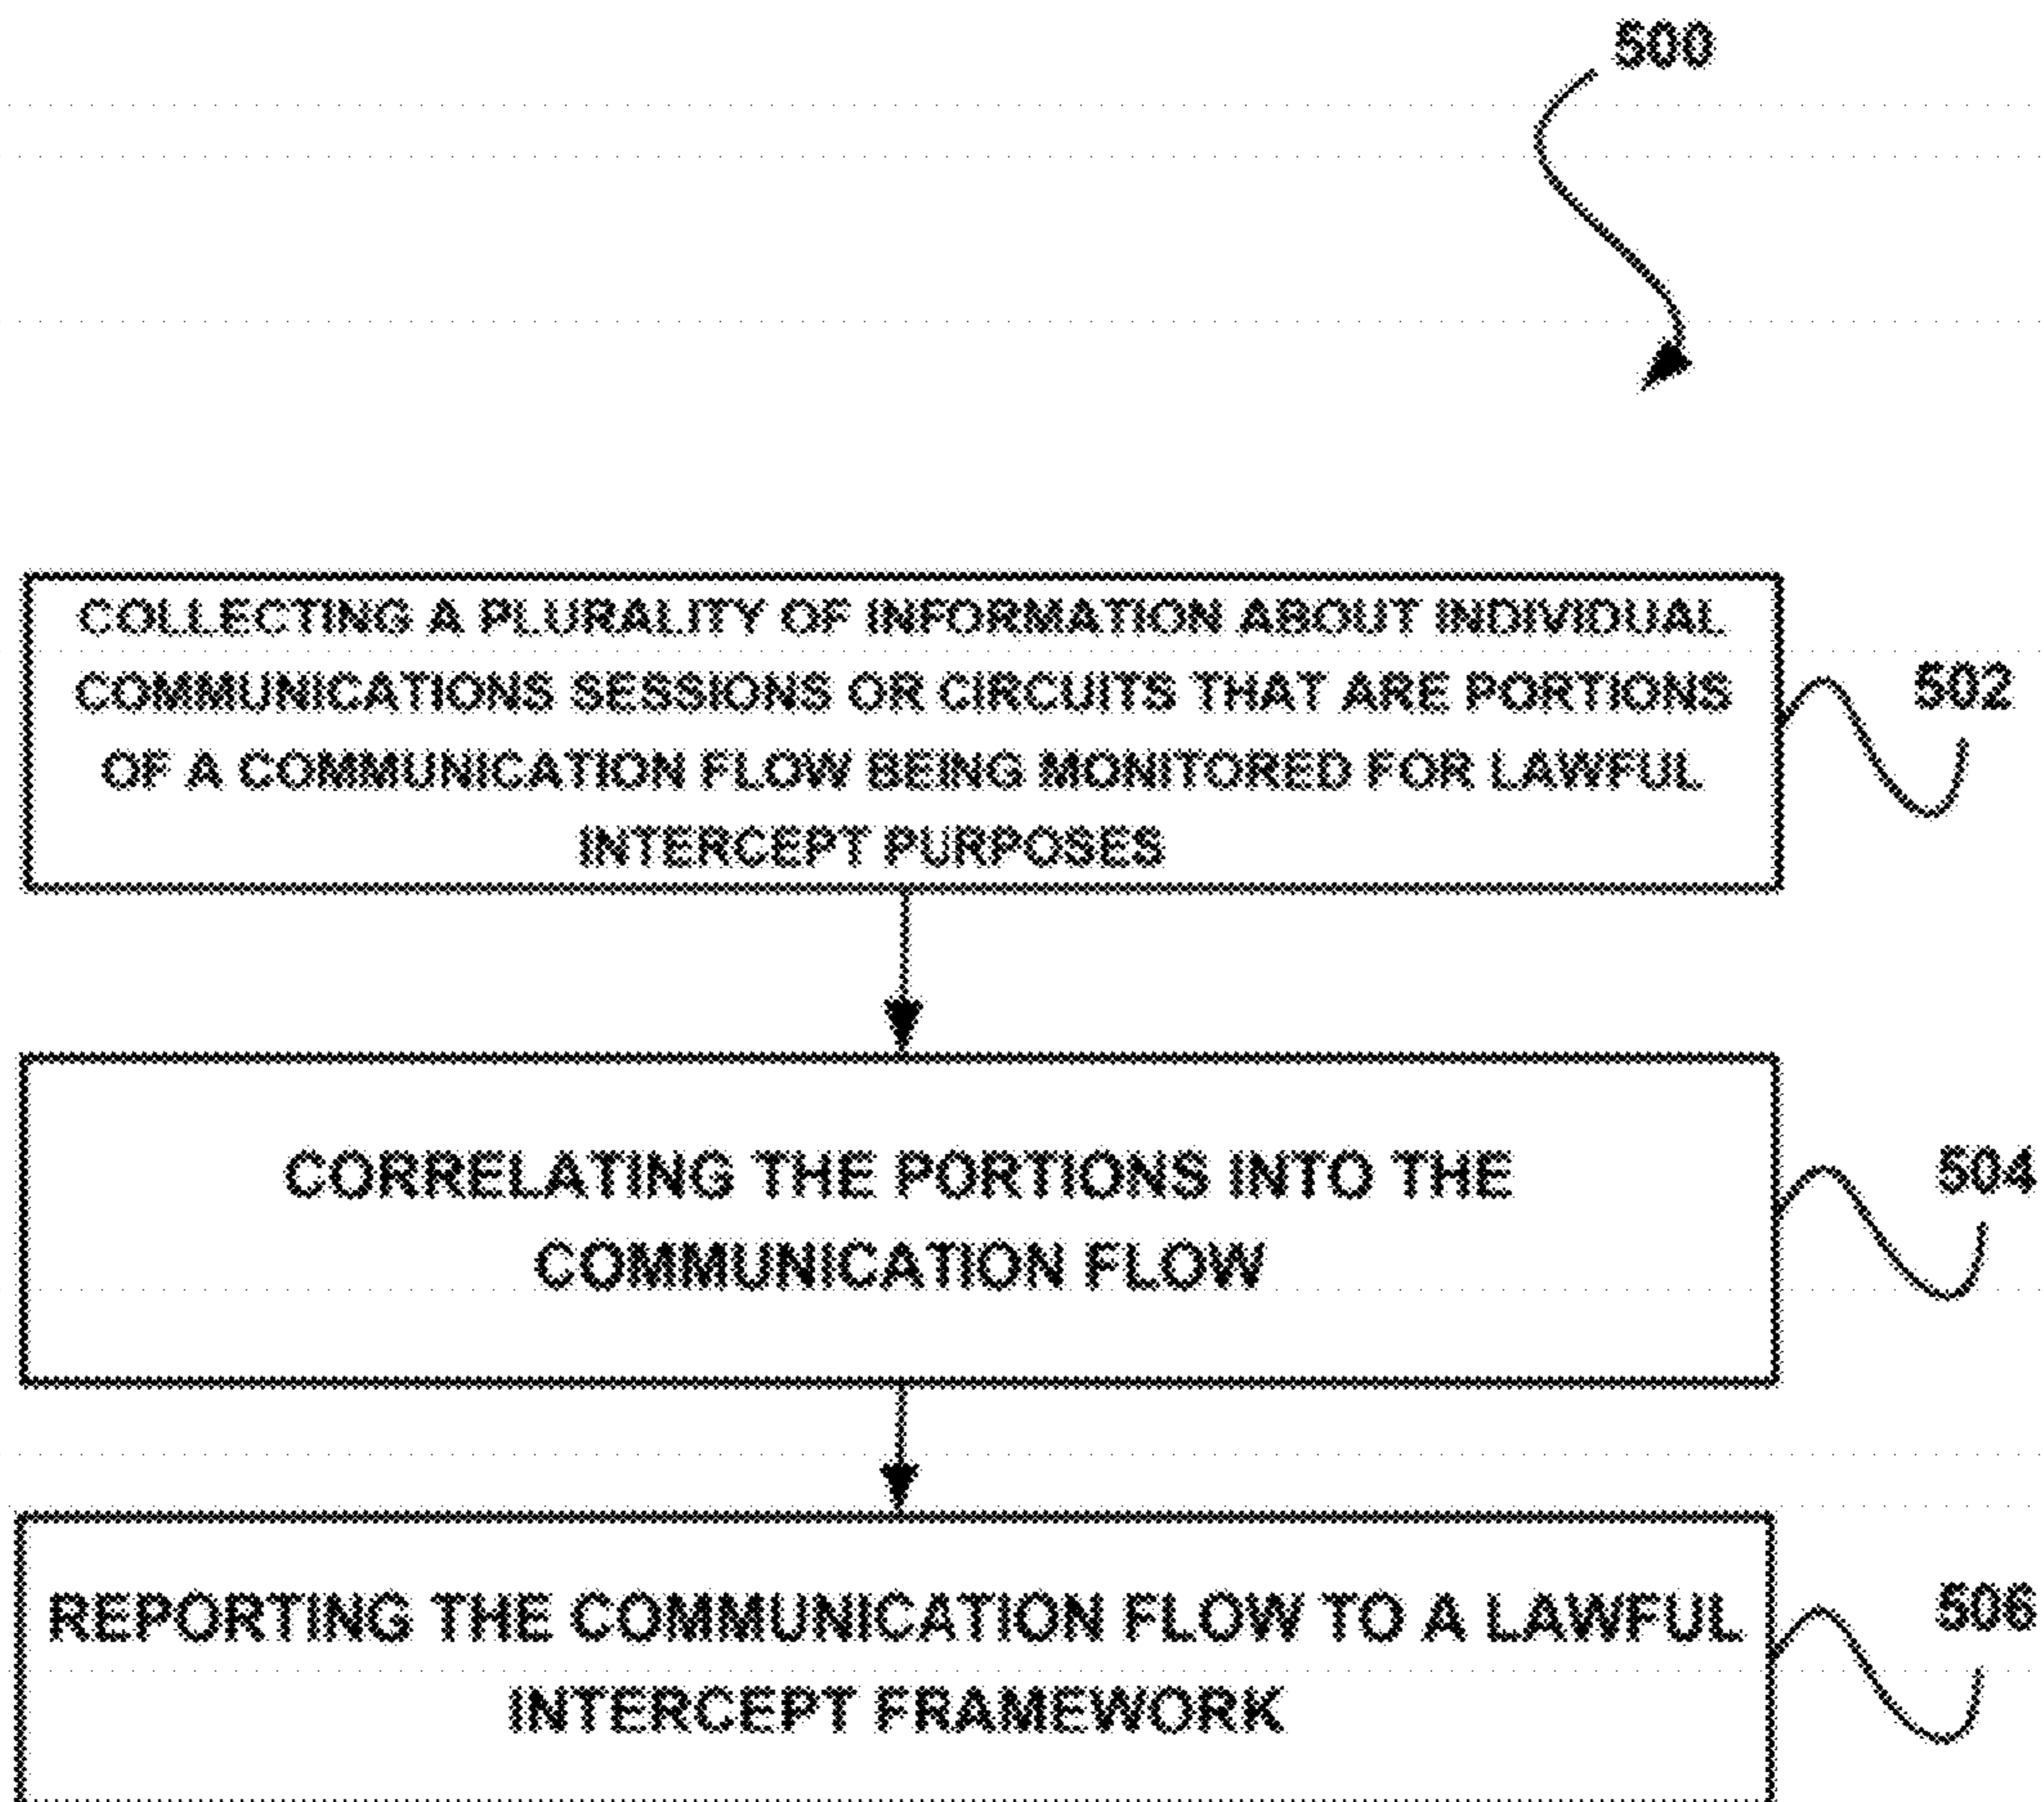 500
COLLECTING A PLURALITY OF INFORMATION ABOUT INDIVIDUAL
COMMUNICATIONS SESSIONS OR CIRCUITS THAT ARE PORTIONS
OF A COMMUNICATION FLOW BEING MONITORED FOR LAWFUL
INTERCEPT PURPOSES
502
CORRELATING THE PORTIONS INTO THE
COMMUNICATION FLOW
504
REPORTING THE COMMUNICATION FLOW TO A LAWFUL
INTERCEPT FRAMEWORK
506